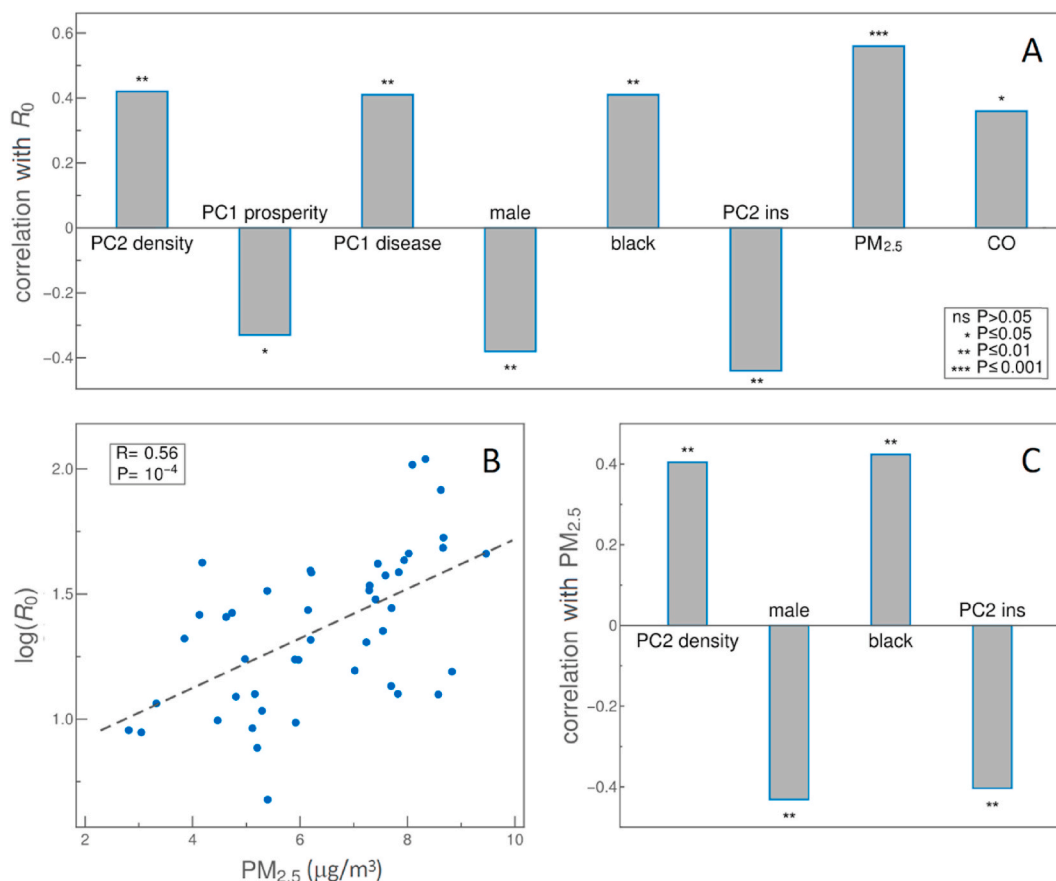 A
correlation with R₀
0.6
0.4
0.2
0
−0.2
−0.4
**
PC2 density
PC1 prosperity
*
**
PC1 disease
male
**
**
black
PC2 ins
**
***
PM₂.₅
*
CO
ns P>0.05
* P≤0.05
** P≤0.01
*** P≤0.001
B
R= 0.56
P= 10⁻⁴
log(R₀)
2.0
1.5
1.0
2 4 6 8 10
PM₂.₅ (μg/m³)
C
correlation with PM₂.₅
0.4
0.2
0
−0.2
−0.4
**
PC2 density
male
**
**
black
PC2 ins
**